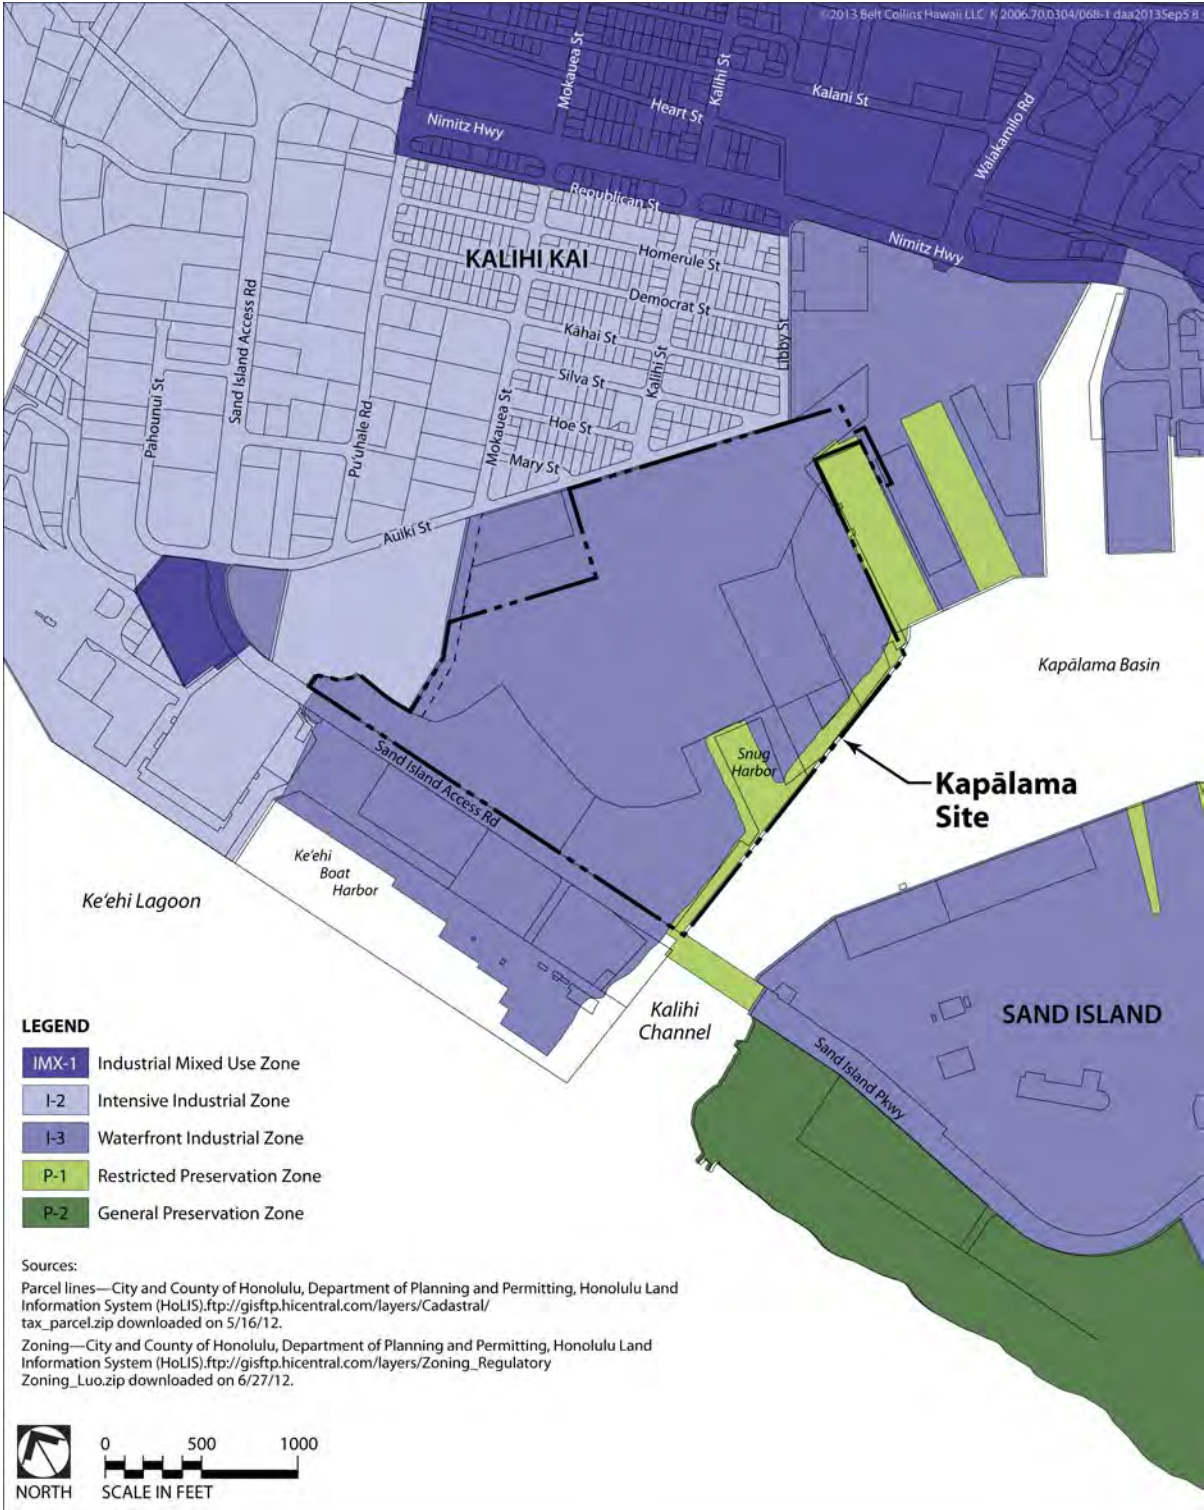 ©2013 Belt Collins Hawaii LLC K 2006.70.0304/068-1 daa20135ep5.8
Mokauea St
Kalihi St
Heart St
Kalani St
Waiakamilo Rd
Nimitz Hwy
Republican St
Nimitz Hwy
KALIHI KAI
Homerule St
Democrat St
Kāhai St
Libby St
Silva St
Kalihi St
Hoe St
Mary St
Mokauea St
Pu'uhale Rd
Sand Island Access Rd
Pahounui St
Auiki St
Kapālama Basin
Snug
Harbor
Kapālama
Site
Sand Island Access Rd
Ke'ehi
Boat
Harbor
Ke'ehi Lagoon
Kalihi
Channel
SAND ISLAND
Sand Island Pkwy
LEGEND
IMX-1 Industrial Mixed Use Zone
I-2 Intensive Industrial Zone
I-3 Waterfront Industrial Zone
P-1 Restricted Preservation Zone
P-2 General Preservation Zone
Sources:
Parcel lines—City and County of Honolulu, Department of Planning and Permitting, Honolulu Land
Information System (HoLIS).ftp://gisftp.hicentral.com/layers/Cadastral/
tax_parcel.zip downloaded on 5/16/12.
Zoning—City and County of Honolulu, Department of Planning and Permitting, Honolulu Land
Information System (HoLIS).ftp://gisftp.hicentral.com/layers/Zoning_Regulatory
Zoning_Luo.zip downloaded on 6/27/12.
0 500 1000
NORTH SCALE IN FEET